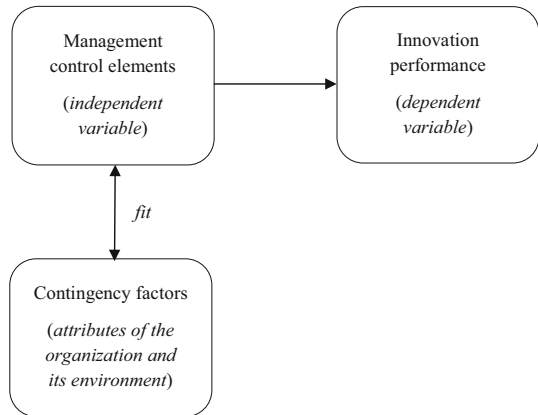 Management
control elements
(independent
variable)
Innovation
performance
(dependent
variable)
fit
Contingency factors
(attributes of the
organization and
its environment)